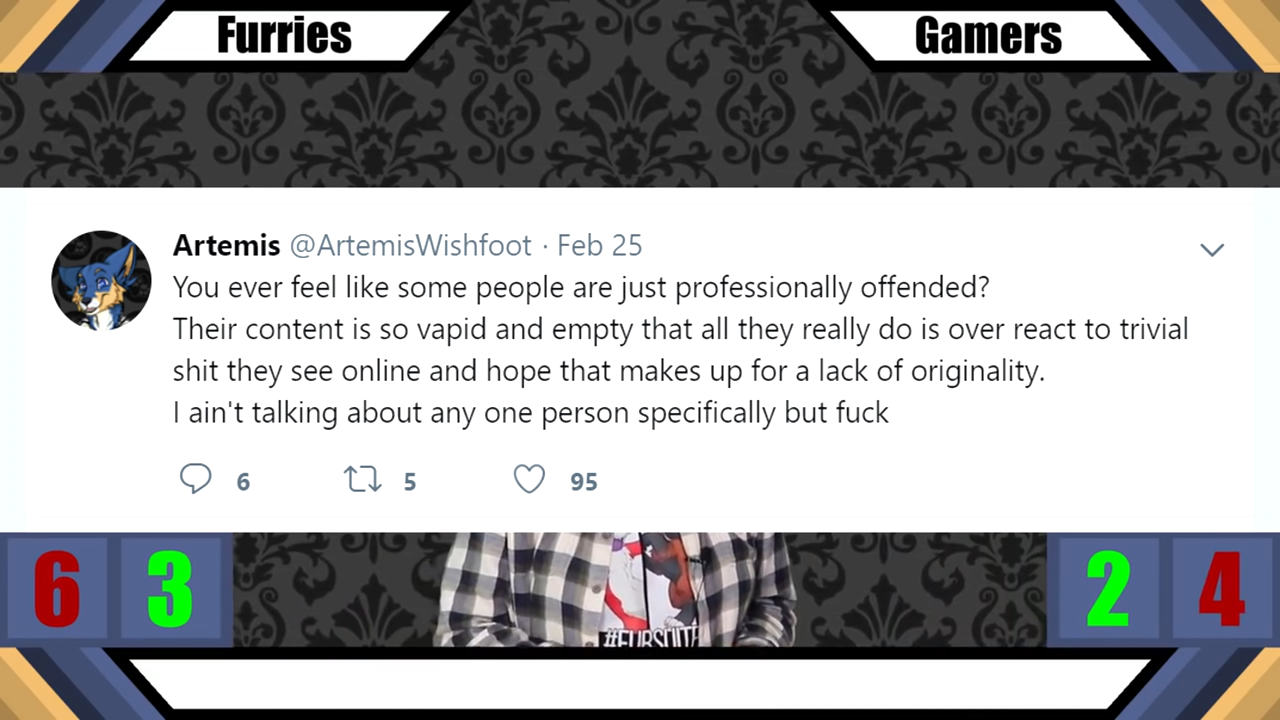 Furries
Gamers
Artemis @ArtemisWishfoot · Feb 25
You ever feel like some people are just professionally offended?
Their content is so vapid and empty that all they really do is over react to trivial
shit they see online and hope that makes up for a lack of originality.
I ain't talking about any one person specifically but fuck
6 5 95
6 3 2 4